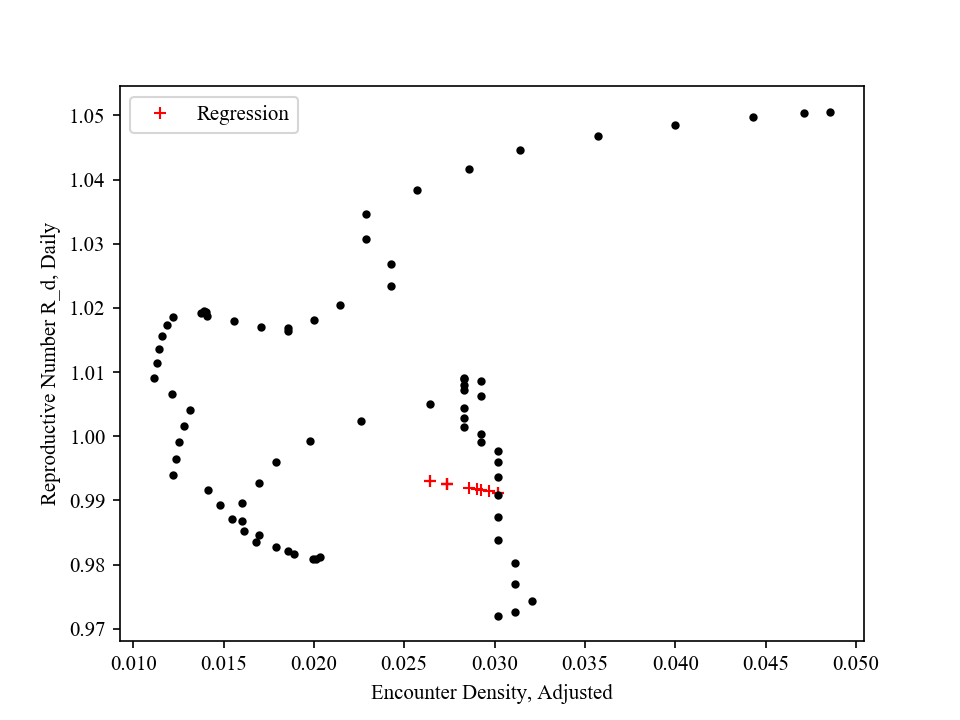 Regression
1.05
1.04
1.03
1.02
1.01
1.00
0.99
0.98
0.97
Reproductive Number R_d, Daily
0.010 0.015 0.020 0.025 0.030 0.035 0.040 0.045 0.050
Encounter Density, Adjusted